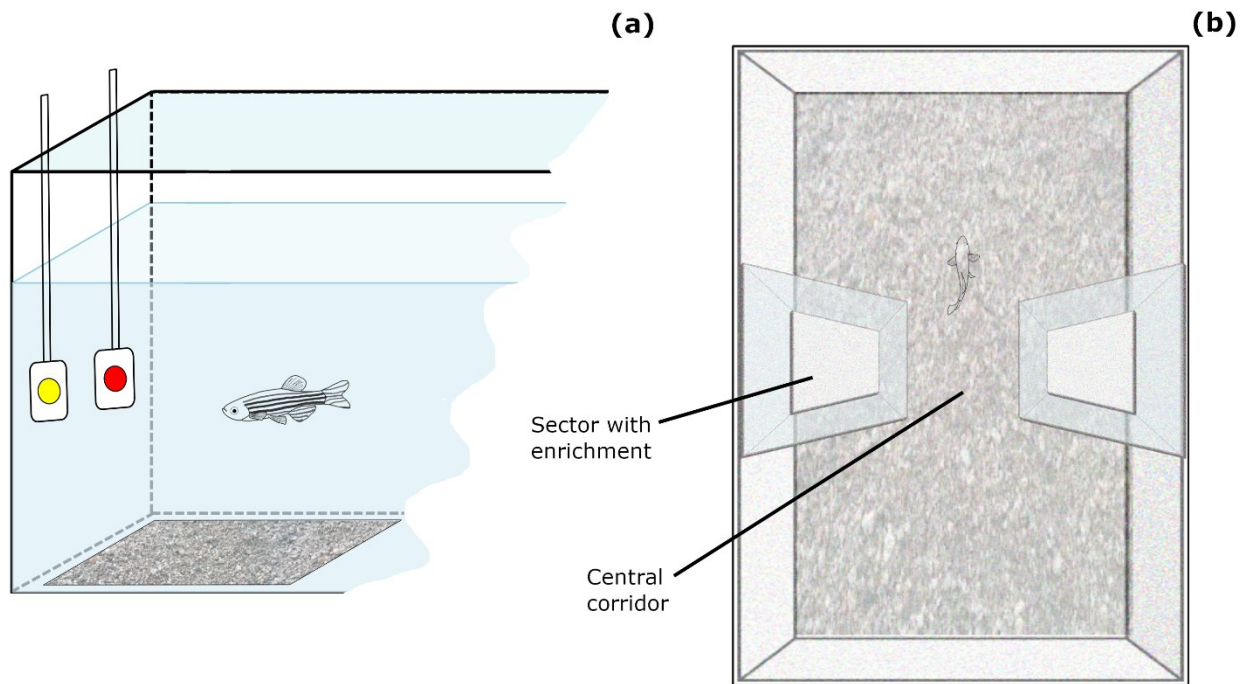 (a)
(b)
Sector with
enrichment
Central
corridor